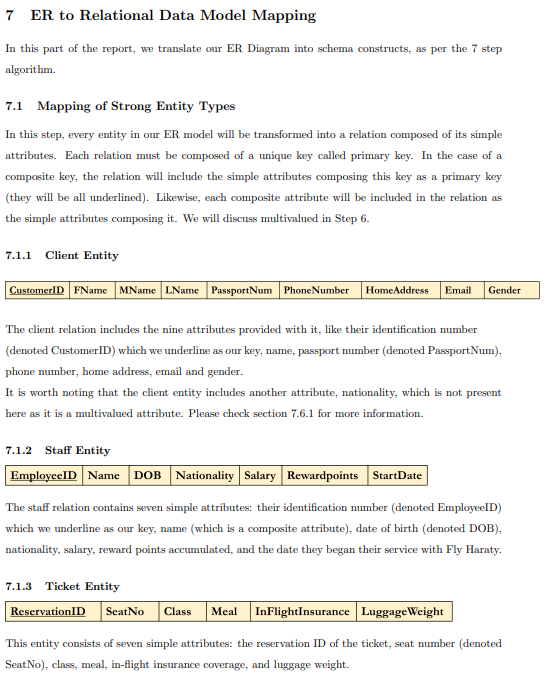 7 ER to Relational Data Model Mapping
In this part of the report, we translate our ER Diagram into schema constructs, as per the 7 step
algorithm.
7.1 Mapping of Strong Entity Types
In this step, every entity in our ER model will be transformed into a relation composed of its simple
attributes. Each relation must be composed of a unique key called primary key. In the case of a
composite key, the relation will include the simple attributes composing this key as a primary key
(they will be all underlined). Likewise, each composite attribute will be included in the relation as
the simple attributes composing it. We will discuss multivalued in Step 6.
7.1.1 Client Entity
CustomerID FName MName LName PassportNum PhoneNumber HomeAddress Email Gender
The client relation includes the nine attributes provided with it, like their identification number
(denoted CustomerID) which we underline as our key, name, passport number (denoted PassportNum),
phone number, home address, email and gender.
It is worth noting that the client entity includes another attribute, nationality, which is not present
here as it is a multivalued attribute. Please check section 7.6.1 for more information.
7.1.2 Staff Entity
EmployeeID Name DOB Nationality Salary Rewardpoints StartDate
The staff relation contains seven simple attributes: their identification number (denoted EmployeeID)
which we underline as our key, name (which is a composite attribute), date of birth (denoted DOB),
nationality, salary, reward points accumulated, and the date they began their service with Fly Haraty.
7.1.3 Ticket Entity
ReservationID SeatNo Class Meal InFlightInsurance LuggageWeight
This entity consists of seven simple attributes: the reservation ID of the ticket, seat number (denoted
SeatNo), class, meal, in-flight insurance coverage, and luggage weight.